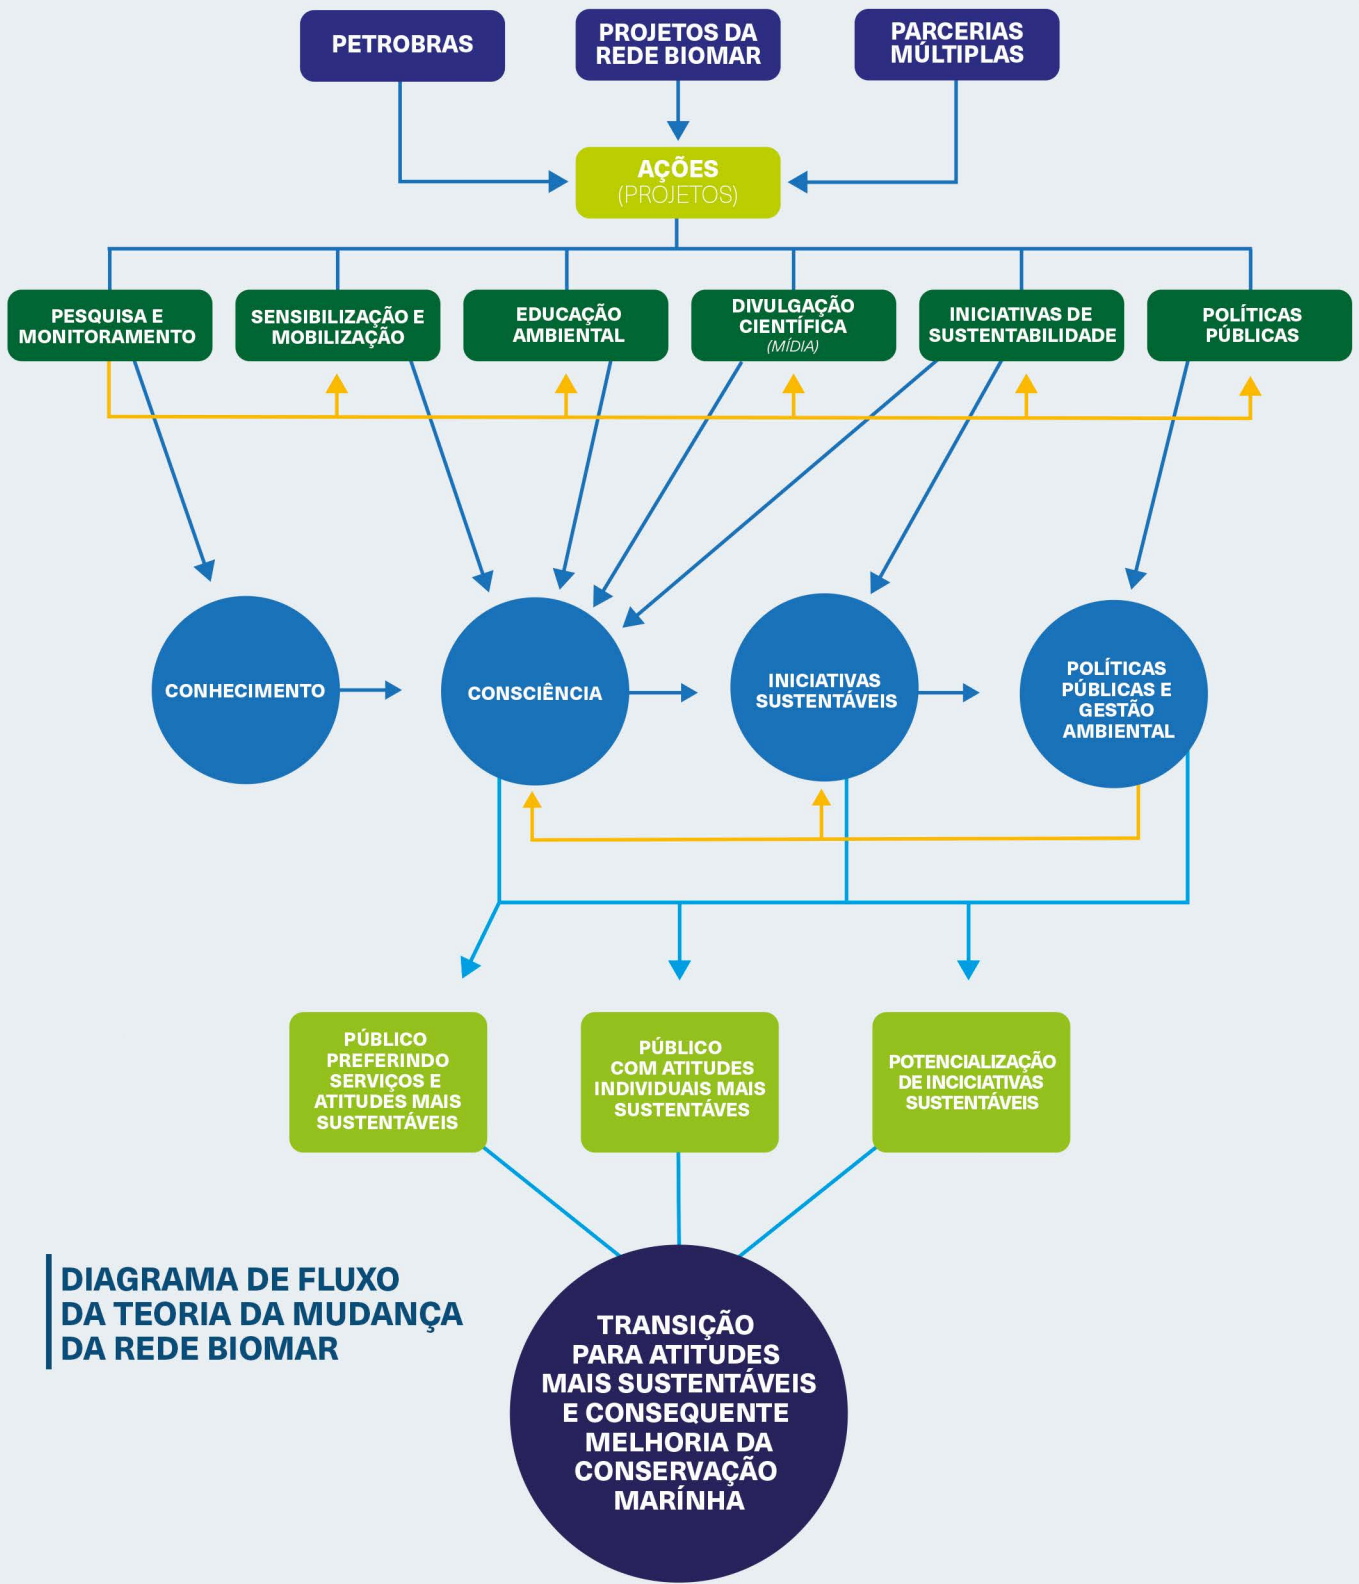 PETROBRAS
PROJETOS DA
REDE BIOMAR
PARCERIAS
MÚLTIPLAS
AÇÕES
(PROJETOS)
PESQUISA E
MONITORAMENTO
SENSIBILIZAÇÃO E
MOBILIZAÇÃO
EDUCAÇÃO
AMBIENTAL
DIVULGAÇÃO
CIENTÍFICA
(MÍDIA)
INICIATIVAS DE
SUSTENTABILIDADE
POLÍTICAS
PÚBLICAS
CONHECIMENTO
CONSCIÊNCIA
INICIATIVAS
SUSTENTÁVEIS
POLÍTICAS
PÚBLICAS E
GESTÃO
AMBIENTAL
PÚBLICO
PREFERINDO
SERVIÇOS E
ATITUDES MAIS
SUSTENTÁVEIS
PÚBLICO
COM ATITUDES
INDIVIDUAIS MAIS
SUSTENTÁVES
POTENCIALIZAÇÃO
DE INCICIATIVAS
SUSTENTÁVEIS
DIAGRAMA DE FLUXO
DA TEORIA DA MUDANÇA
DA REDE BIOMAR
TRANSIÇÃO
PARA ATITUDES
MAIS SUSTENTÁVEIS
E CONSEQUENTE
MELHORIA DA
CONSERVAÇÃO
MARÍNHA